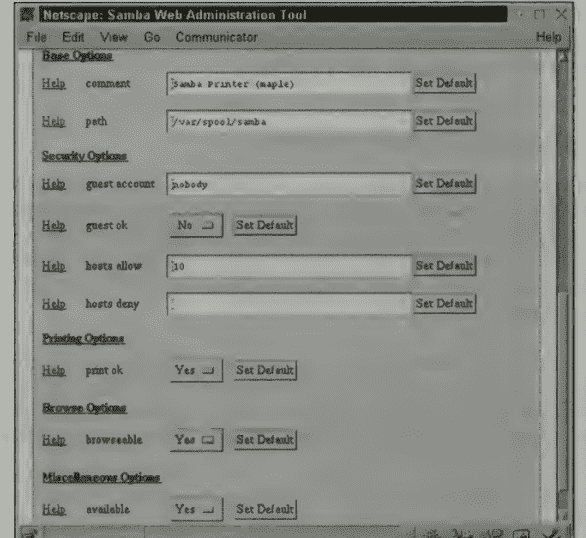 Netscape: Samba Web Administration Tool
File Edit View Go Communicator Help
Base Options
Help comment Samba Printer (maple) Set Default
Help path /var/spool/samba Set Default
Security Options
Help guest account nobody Set Default
Help guest ok No Set Default
Help hosts allow 10 Set Default
Help hosts deny Set Default
Printing Options
Help print ok Yes Set Default
Browse Options
Help browseable Yes Set Default
Miscellaneous Options
Help available Yes Set Default